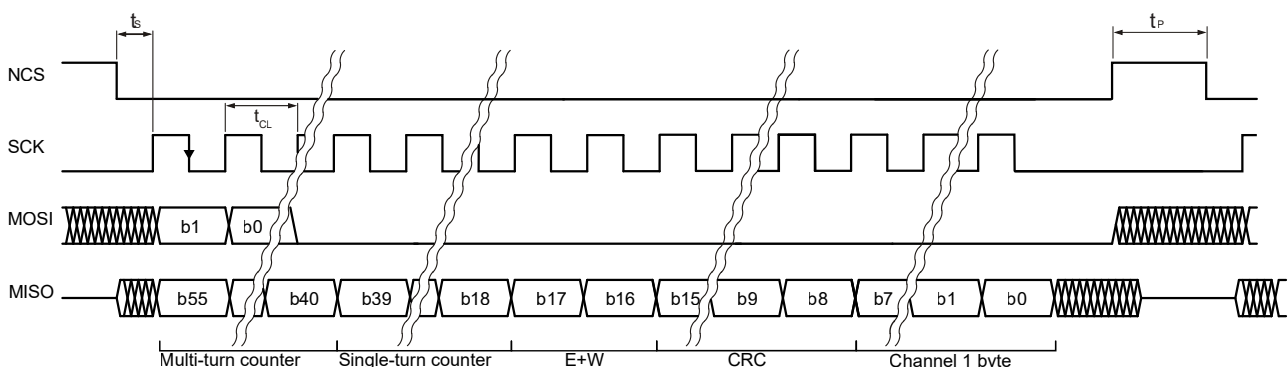 tS
tP
NCS
tCL
SCK
MOSI b1 b0
MISO b55 b40 b39 b18 b17 b16 b15 b9 b8 b7 b1 b0
Multi-turn counter Single-turn counter E+W CRC Channel 1 byte